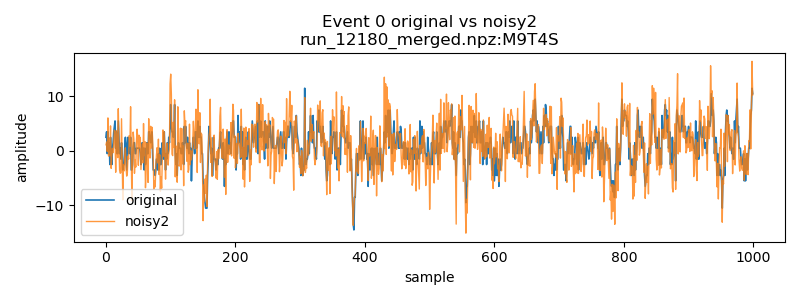 Event 0 original vs noisy2
run_12180_merged.npz:M9T4S
amplitude
10
0
−10
original
noisy2
0
200
400
600
800
1000
sample